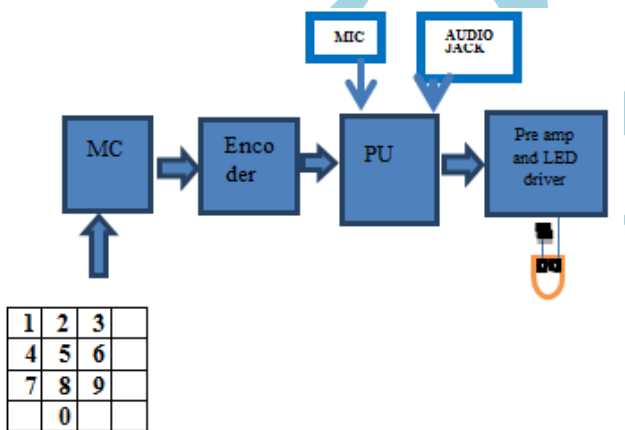 MIC
AUDIO
JACK
MC
Enco
der
PU
Pre amp
and LED
driver
1 2 3
4 5 6
7 8 9
0